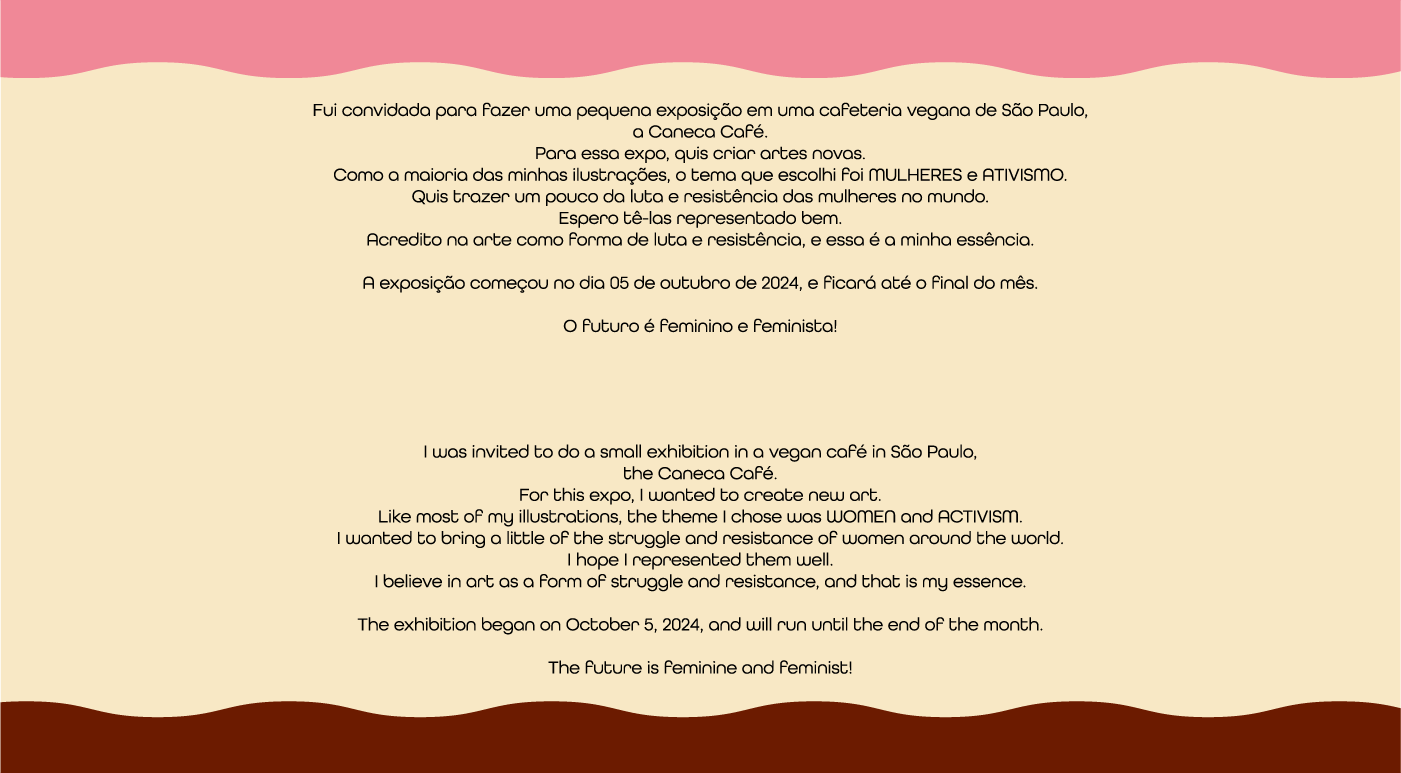 Fui convidada para fazer uma pequena exposição em uma cafeteria vegana de São Paulo,
a Caneca Café.
Para essa expo, quis criar artes novas.
Como a maioria das minhas ilustrações, o tema que escolhi foi MULHERES e ATIVISMO.
Quis trazer um pouco da luta e resistência das mulheres no mundo.
Espero tê-las representado bem.
Acredito na arte como forma de luta e resistência, e essa é a minha essência.
A exposição começou no dia 05 de outubro de 2024, e ficará até o final do mês.
O futuro é feminino e feminista!
I was invited to do a small exhibition in a vegan café in São Paulo,
the Caneca Café.
For this expo, I wanted to create new art.
Like most of my illustrations, the theme I chose was WOMEN and ACTIVISM.
I wanted to bring a little of the struggle and resistance of women around the world.
I hope I represented them well.
I believe in art as a form of struggle and resistance, and that is my essence.
The exhibition began on October 5, 2024, and will run until the end of the month.
The future is feminine and feminist!